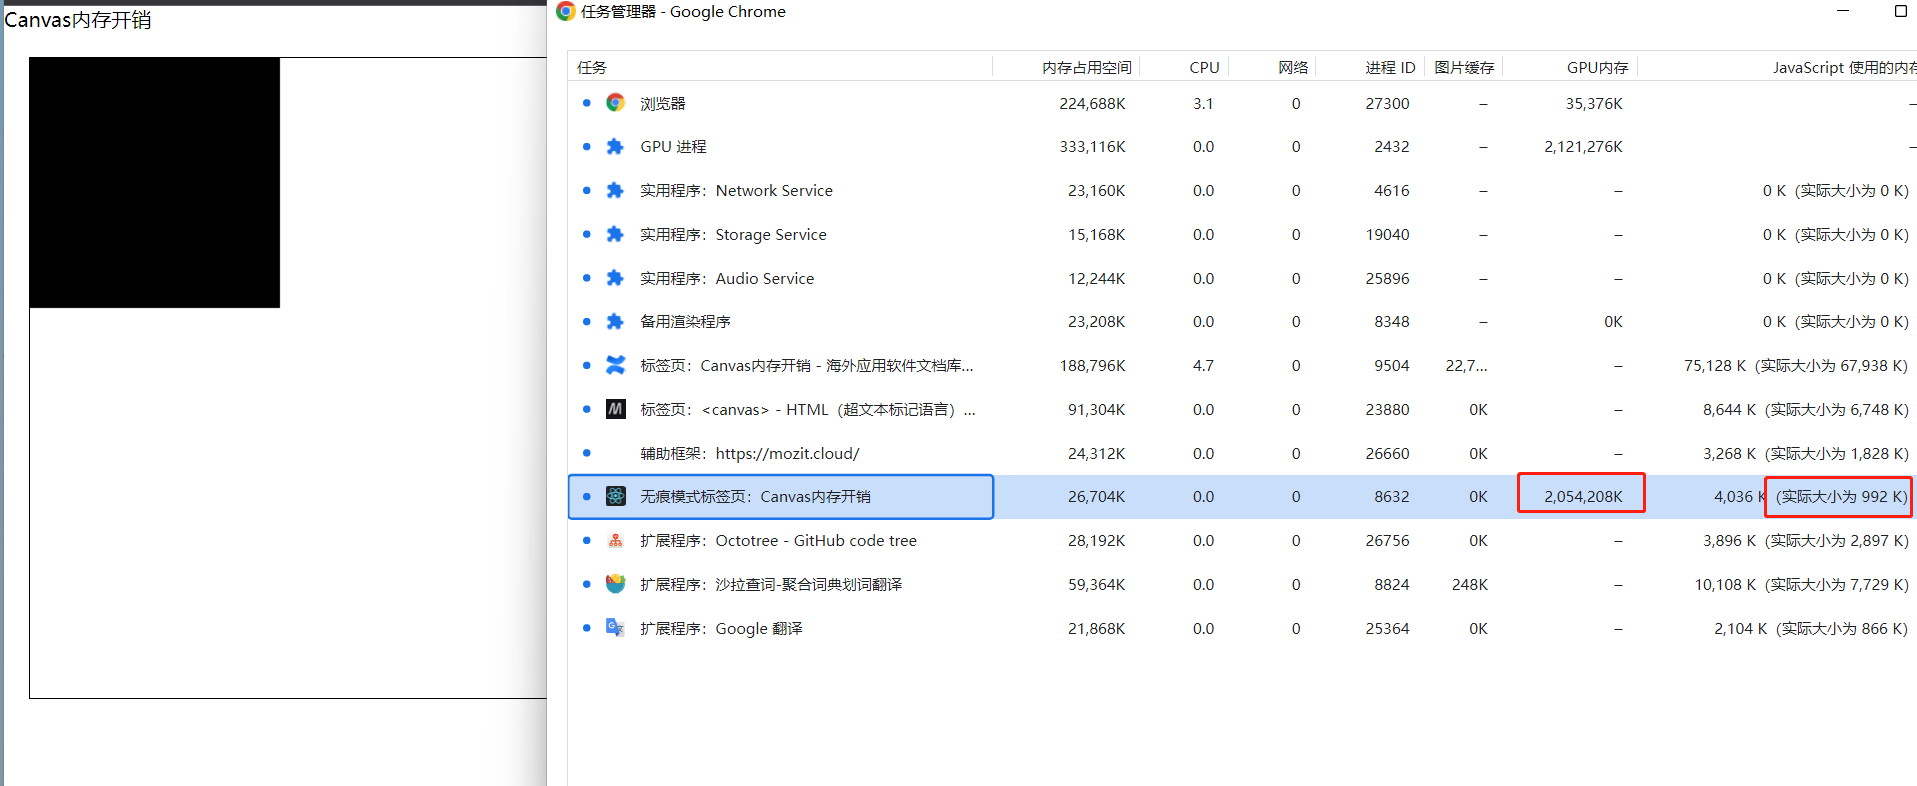 Canvas内存开销
任务管理器 - Google Chrome
任务 内存占用空间 CPU 网络 进程 ID 图片缓存 GPU内存 JavaScript 使用的内存
浏览器 224,688K 3.1 0 27300 – 35,376K –
GPU 进程 333,116K 0.0 0 2432 – 2,121,276K –
实用程序：Network Service 23,160K 0.0 0 4616 – – 0 K (实际大小为 0 K)
实用程序：Storage Service 15,168K 0.0 0 19040 – – 0 K (实际大小为 0 K)
实用程序：Audio Service 12,244K 0.0 0 25896 – – 0 K (实际大小为 0 K)
备用渲染程序 23,208K 0.0 0 8348 – 0K 0 K (实际大小为 0 K)
标签页：Canvas内存开销 - 海外应用软件文档库... 188,796K 4.7 0 9504 22,7... – 75,128 K (实际大小为 67,938 K)
标签页：<canvas> - HTML（超文本标记语言）... 91,304K 0.0 0 23880 0K – 8,644 K (实际大小为 6,748 K)
辅助框架：https://mozit.cloud/ 24,312K 0.0 0 26660 0K – 3,268 K (实际大小为 1,828 K)
无痕模式标签页：Canvas内存开销 26,704K 0.0 0 8632 0K 2,054,208K 4,036 K (实际大小为 992 K)
扩展程序：Octotree - GitHub code tree 28,192K 0.0 0 26756 0K – 3,896 K (实际大小为 2,897 K)
扩展程序：沙拉查词-聚合词典划词翻译 59,364K 0.0 0 8824 248K – 10,108 K (实际大小为 7,729 K)
扩展程序：Google 翻译 21,868K 0.0 0 25364 0K – 2,104 K (实际大小为 866 K)